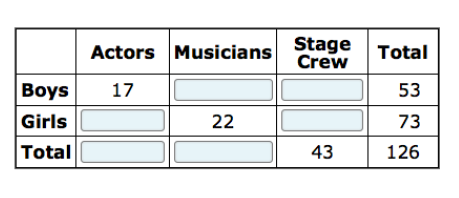 Actors Musicians Stage Crew Total
Boys 17 53
Girls 22 73
Total 43 126